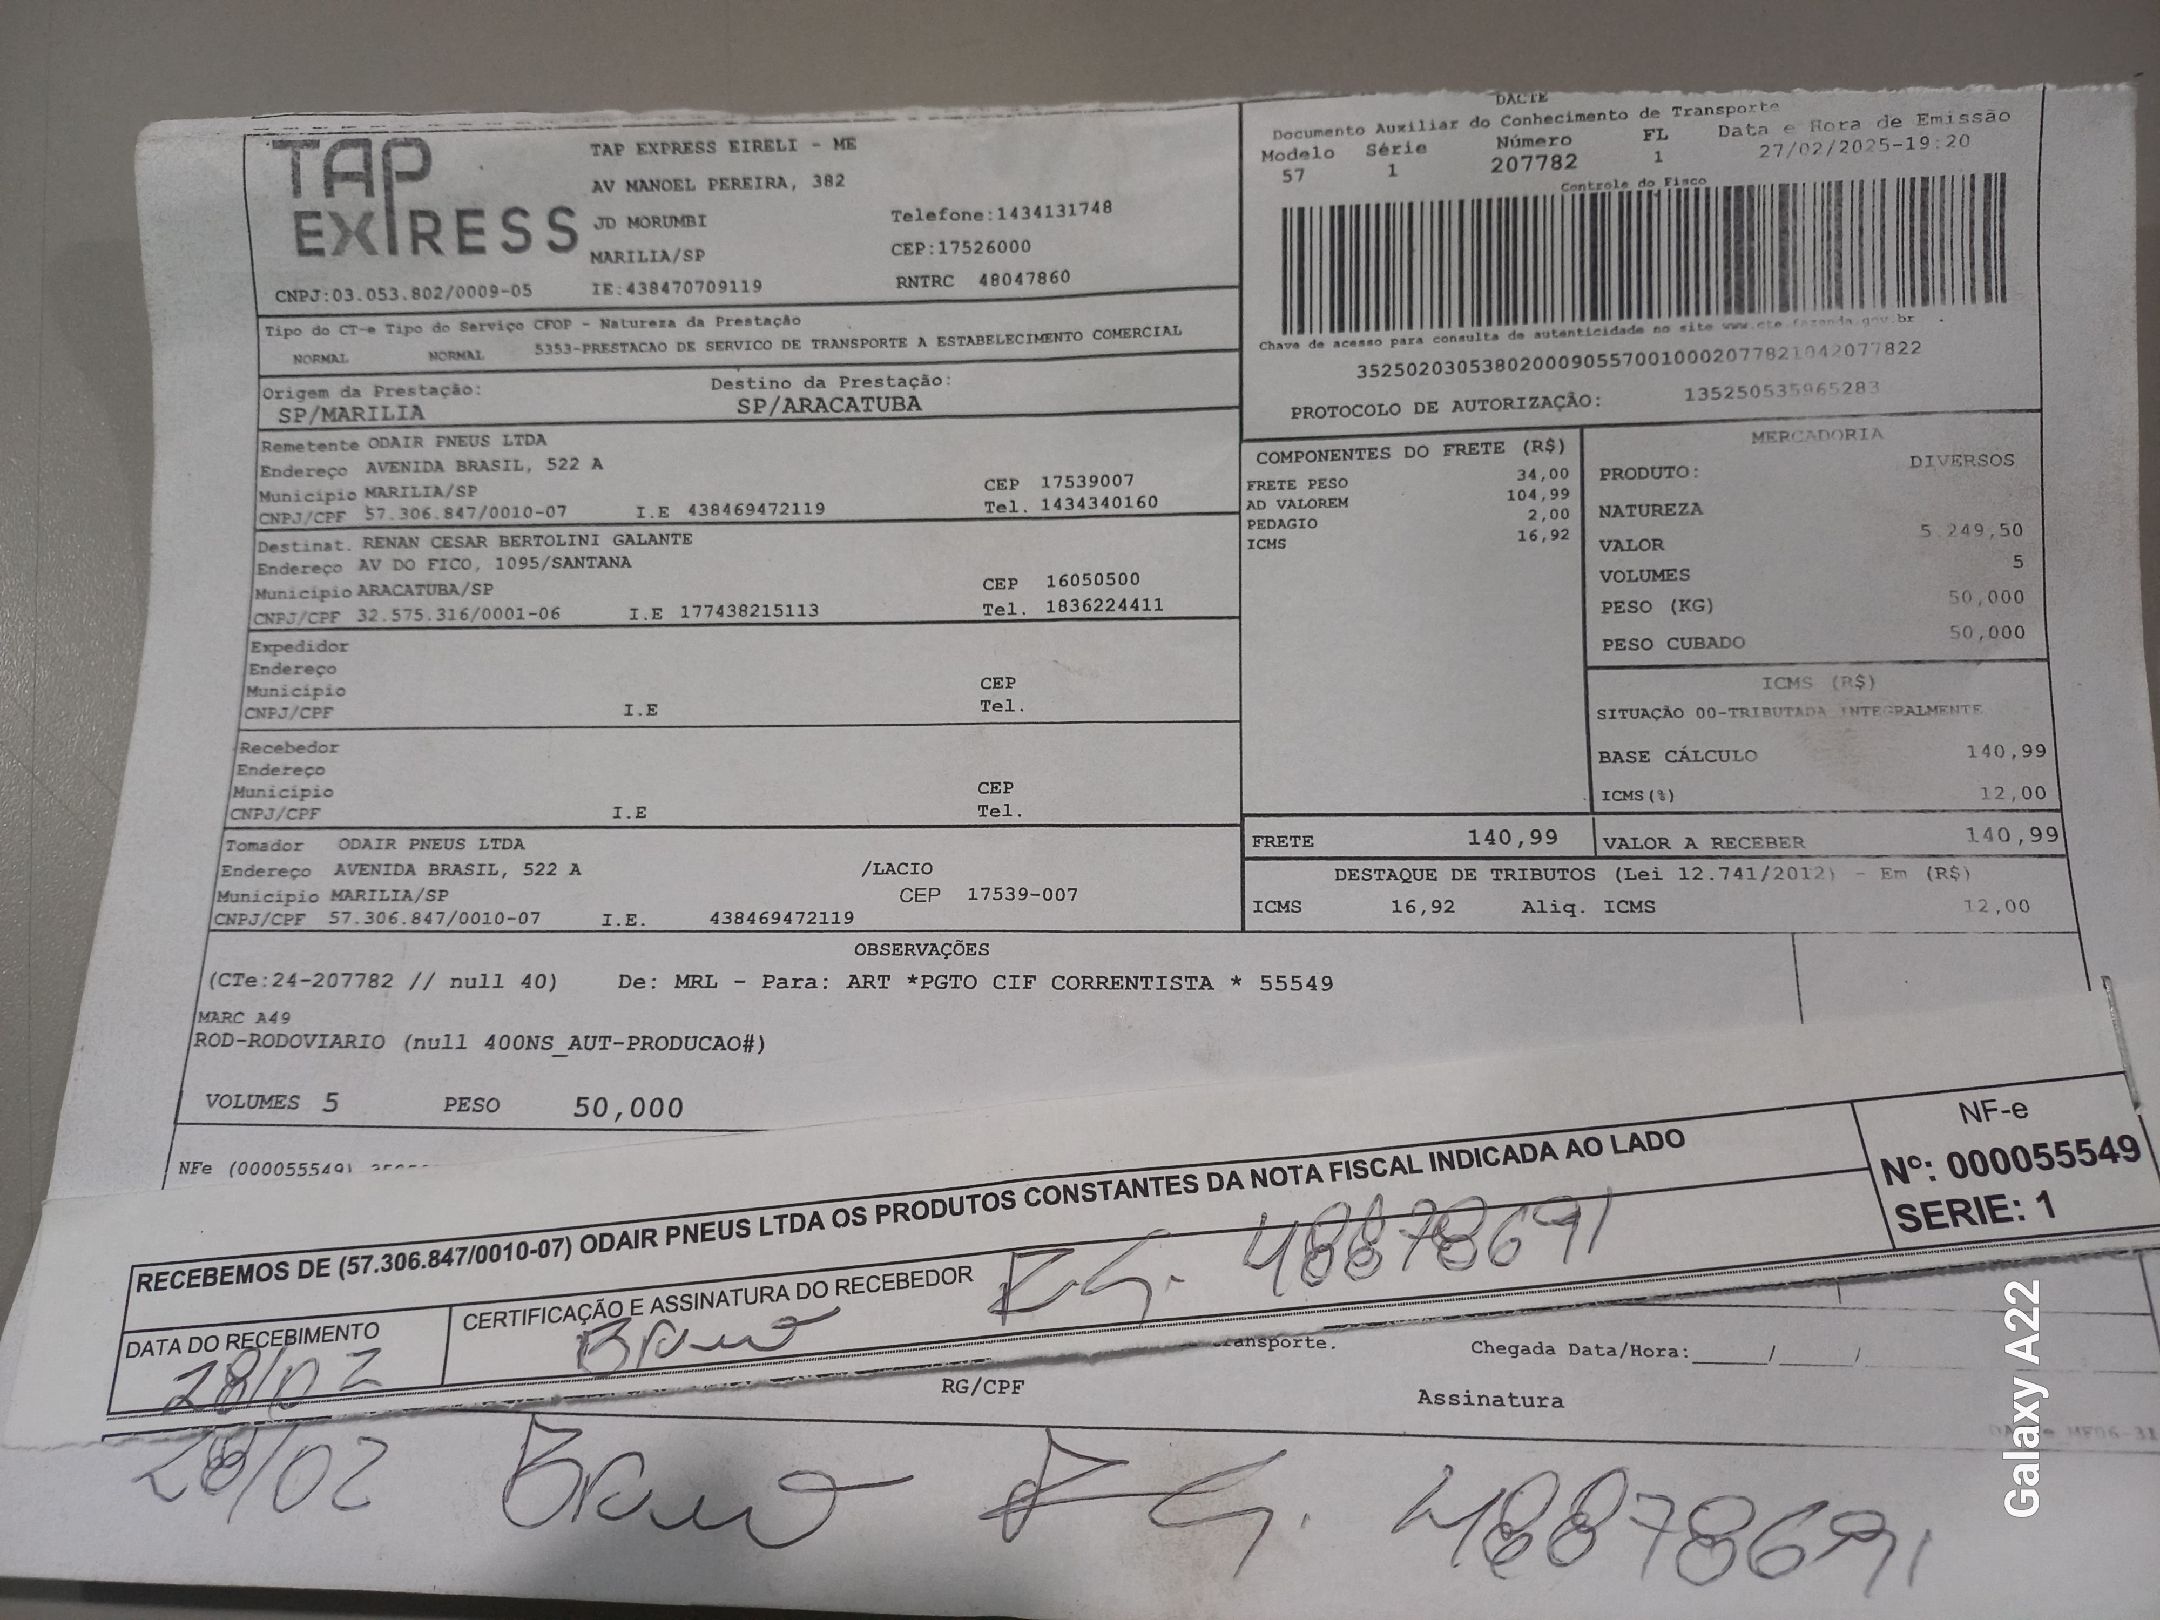 TAP EXPRESS
TAP EXPRESS EIRELI - ME
AV MANOEL PEREIRA, 382
JD MORUMBI
Telefone:1434131748
MARILIA/SP
CEP:17526000
CNPJ:03.053.802/0009-05 IE:438470709119 RNTRC 48047860
DACTE
Documento Auxiliar do Conhecimento de Transporte
Modelo Série Número FL Data e Hora de Emissão
57 1 207782 1 27/02/2025-19:20
Controle do Fisco
Chave de acesso para consulta de autenticidade no site www.cte.fazenda.gov.br
35250203053802000905570010002077821042077822
PROTOCOLO DE AUTORIZAÇÃO: 135250535965283
Tipo do CT-e Tipo do Serviço CFOP - Natureza da Prestação
NORMAL NORMAL 5353-PRESTACAO DE SERVICO DE TRANSPORTE A ESTABELECIMENTO COMERCIAL
Origem da Prestação: Destino da Prestação:
SP/MARILIA SP/ARACATUBA
Remetente ODAIR PNEUS LTDA
Endereço AVENIDA BRASIL, 522 A
Município MARILIA/SP CEP 17539007
CNPJ/CPF 57.306.847/0010-07 I.E 438469472119 Tel. 1434340160
Destinat. RENAN CESAR BERTOLINI GALANTE
Endereço AV DO FICO, 1095/SANTANA
Município ARACATUBA/SP CEP 16050500
CNPJ/CPF 32.575.316/0001-06 I.E 177438215113 Tel. 1836224411
Expedidor
Endereço
Município CEP
CNPJ/CPF I.E Tel.
Recebedor
Endereço
Município CEP
CNPJ/CPF I.E Tel.
Tomador ODAIR PNEUS LTDA
Endereço AVENIDA BRASIL, 522 A /LACIO
Município MARILIA/SP CEP 17539-007
CNPJ/CPF 57.306.847/0010-07 I.E. 438469472119
COMPONENTES DO FRETE (R$)
FRETE PESO 34,00
AD VALOREM 104,99
PEDAGIO 2,00
ICMS 16,92
MERCADORIA
PRODUTO: DIVERSOS
NATUREZA
VALOR 5.249,50
VOLUMES 5
PESO (KG) 50,000
PESO CUBADO 50,000
ICMS (R$)
SITUAÇÃO 00-TRIBUTADA INTEGRALMENTE
BASE CÁLCULO 140,99
ICMS(%) 12,00
FRETE 140,99 VALOR A RECEBER 140,99
DESTAQUE DE TRIBUTOS (Lei 12.741/2012) - Em (R$)
ICMS 16,92 Aliq. ICMS 12,00
OBSERVAÇÕES
(CTe:24-207782 // null 40) De: MRL - Para: ART *PGTO CIF CORRENTISTA * 55549
MARC A49
ROD-RODOVIARIO (null 400NS_AUT-PRODUCAO#)
VOLUMES 5 PESO 50,000
NFe (000055549)
RECEBEMOS DE (57.306.847/0010-07) ODAIR PNEUS LTDA OS PRODUTOS CONSTANTES DA NOTA FISCAL INDICADA AO LADO
NF-e
Nº: 000055549
SERIE: 1
DATA DO RECEBIMENTO CERTIFICAÇÃO E ASSINATURA DO RECEBEDOR
28/02 Bruno RG. 48878691
Transporte. Chegada Data/Hora:____/____/
RG/CPF Assinatura
28/02 Bruno RG. 48878691
Galaxy A22